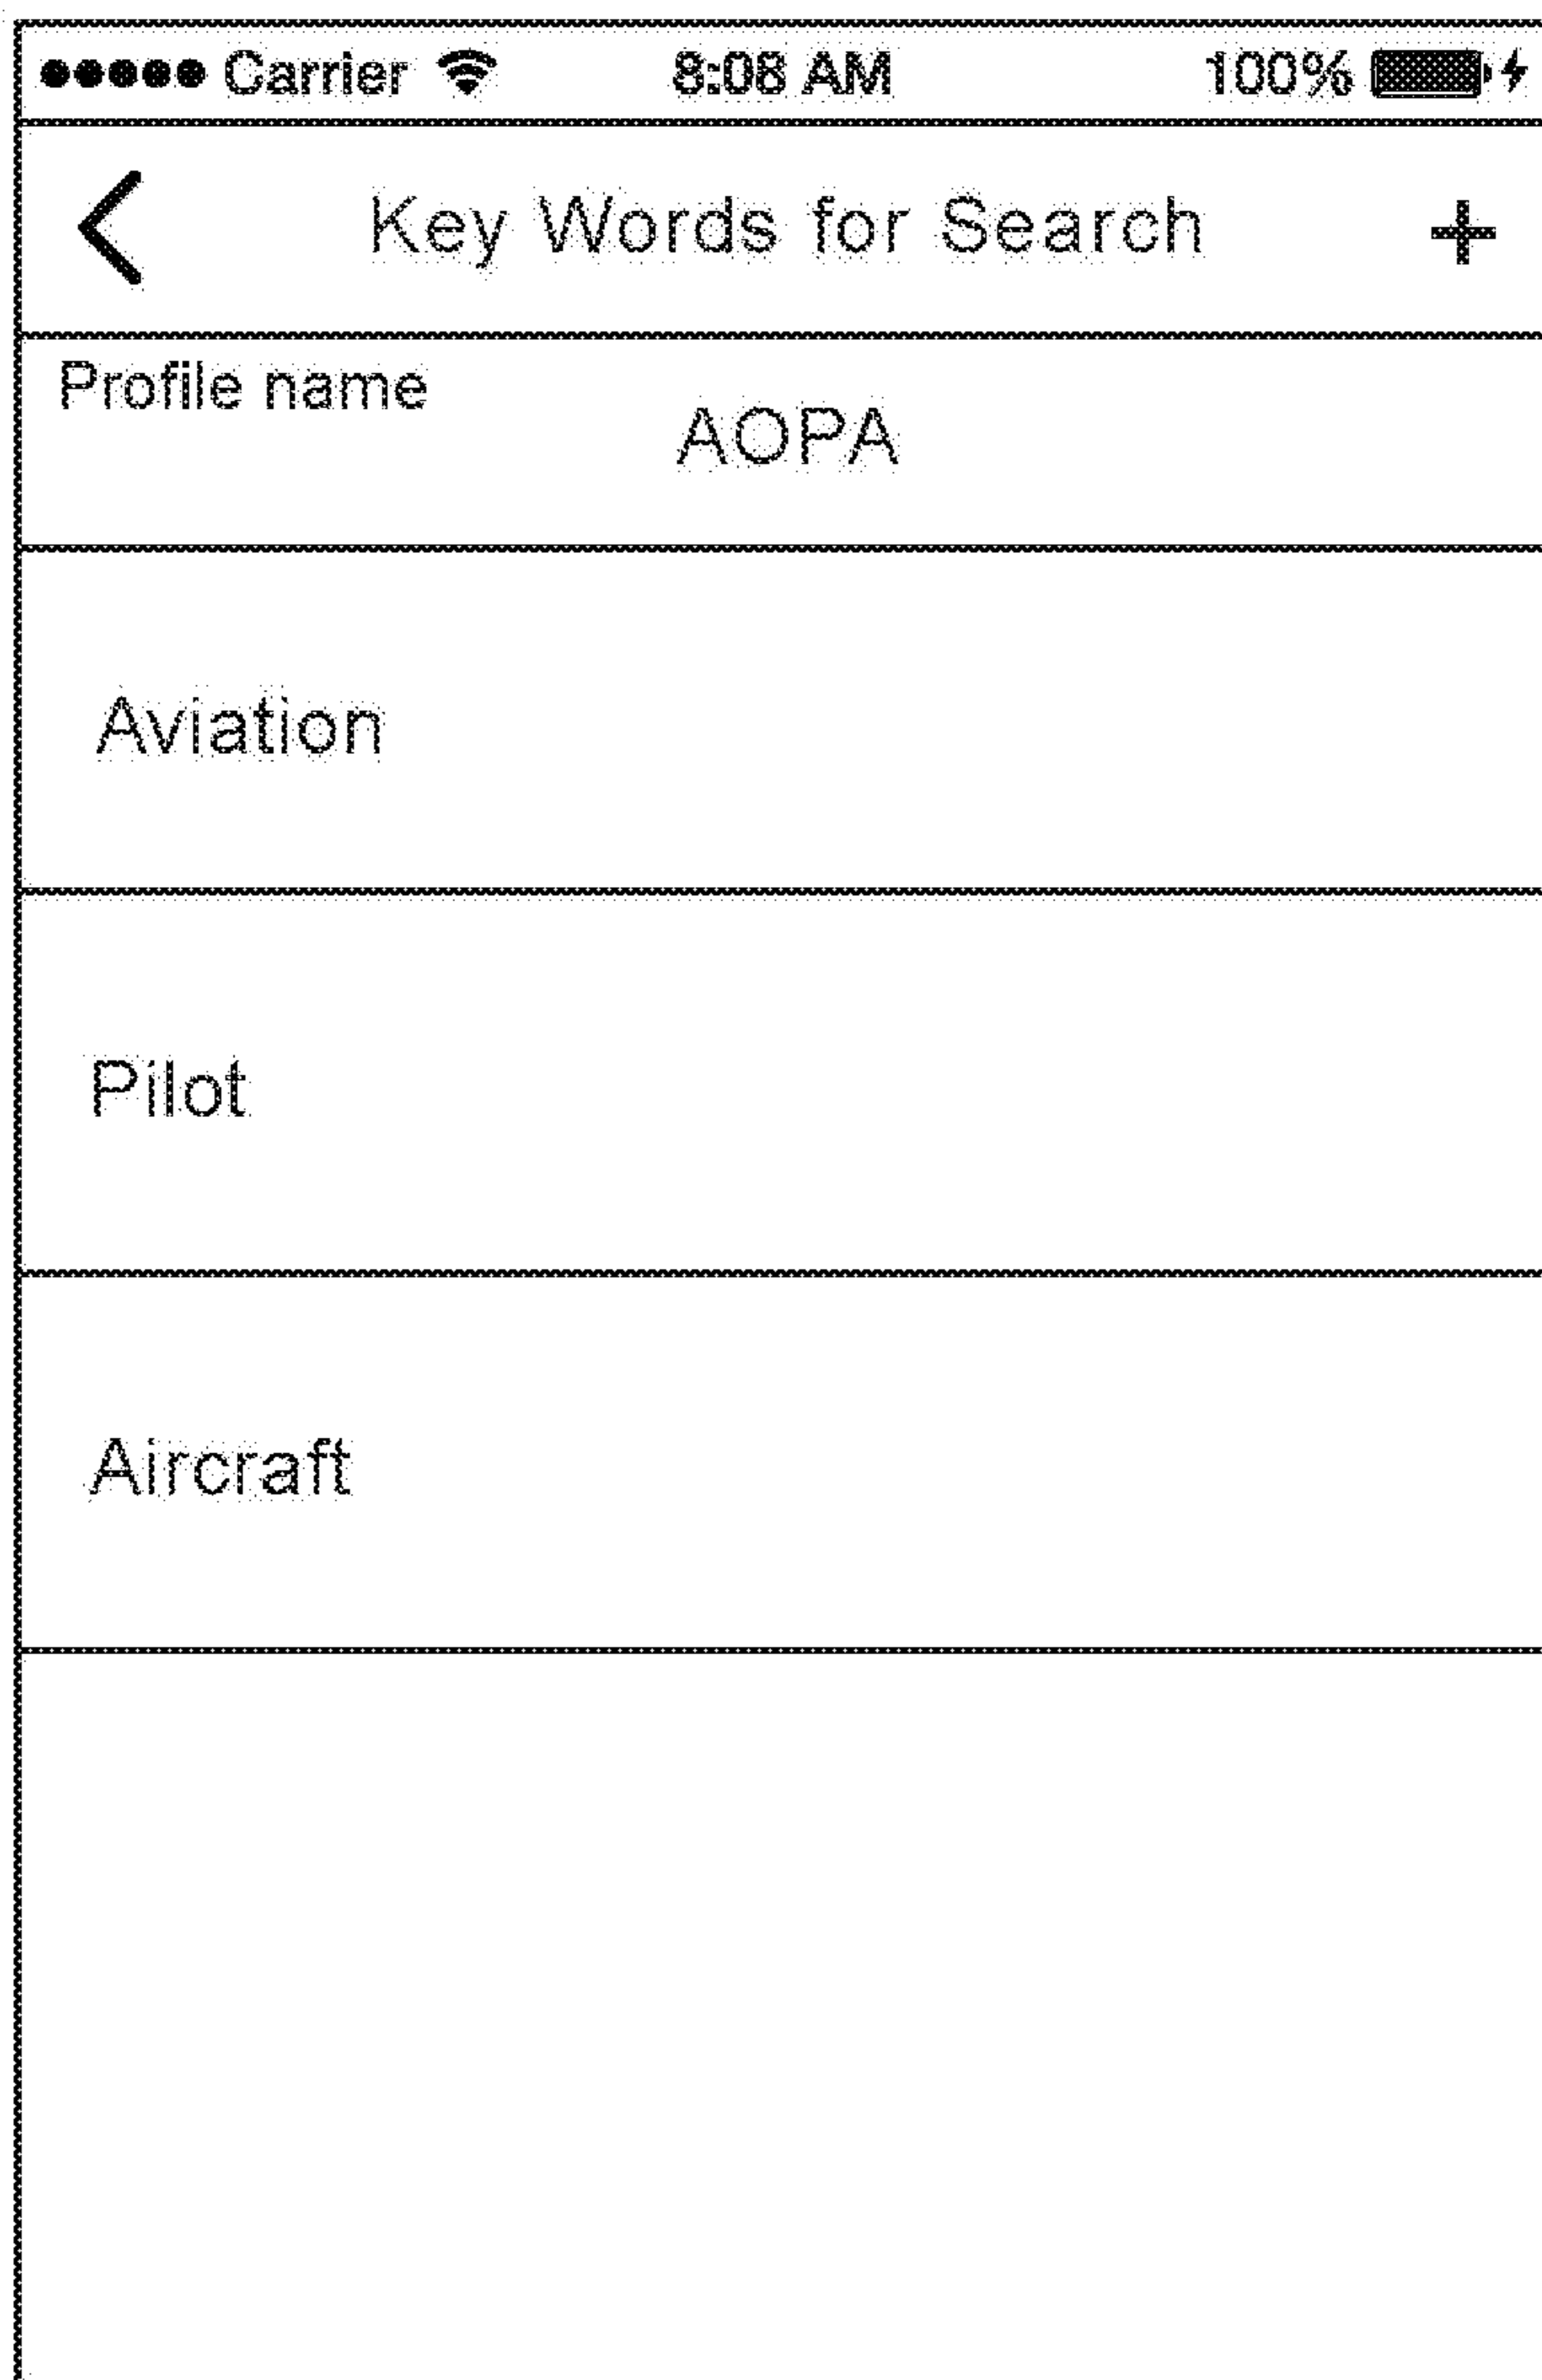 Carrier 8:08 AM 100%
Key Words for Search +
Profile name
AOPA
Aviation
Pilot
Aircraft